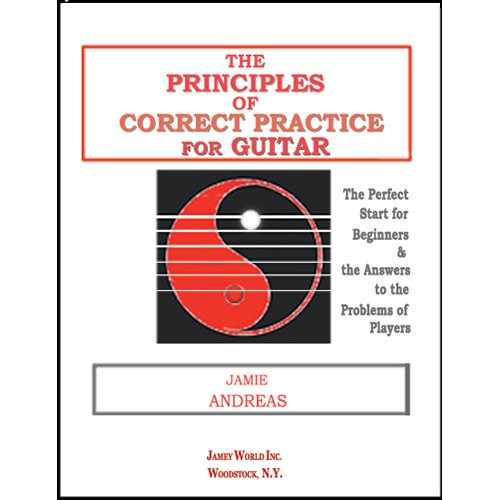 THE
PRINCIPLES
OF
CORRECT PRACTICE
FOR GUITAR
The Perfect
Start for
Beginners
&
the Answers
to the
Problems of
Players
JAMIE
ANDREAS
JAMEY WORLD INC.
WOODSTOCK, N.Y.